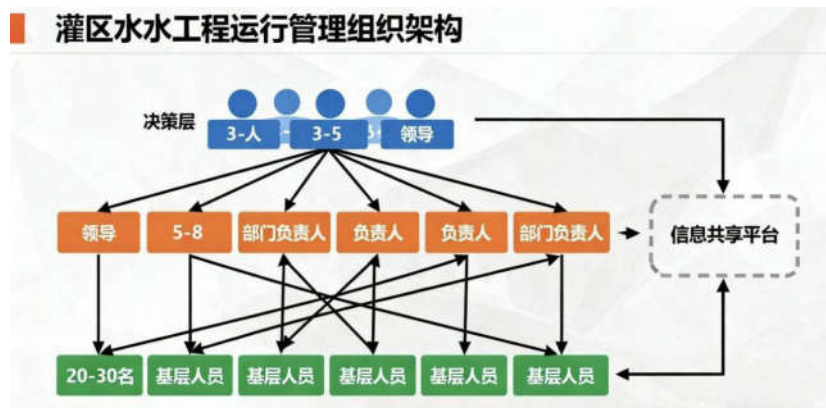 灌区水水工程运行管理组织架构
决策层
3-人
3-5
领导
领导
5-8
部门负责人
负责人
负责人
部门负责人
信息共享平台
20-30名
基层人员
基层人员
基层人员
基层人员
基层人员